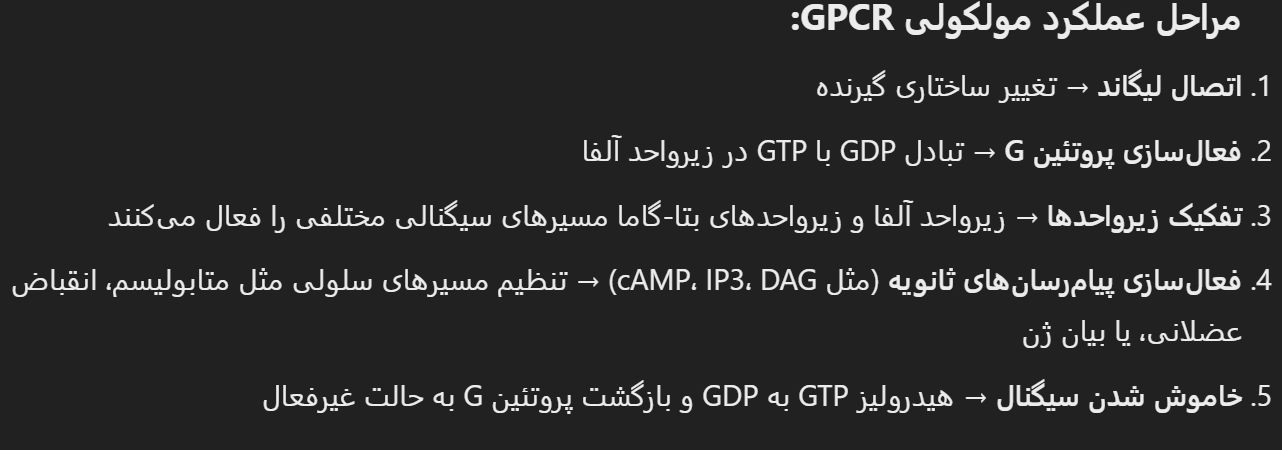 مراحل عملکرد مولکولی GPCR:
1. اتصال لیگاند → تغییر ساختاری گیرنده
2. فعال‌سازی پروتئین G → تبادل GDP با GTP در زیرواحد آلفا
3. تفکیک زیرواحدها → زیرواحد آلفا و زیرواحدهای بتا-گاما مسیرهای سیگنالی مختلفی را فعال می‌کنند
4. فعال‌سازی پیام‌رسان‌های ثانویه (مثل cAMP، IP3، DAG) → تنظیم مسیرهای سلولی مثل متابولیسم، انقباض
عضلانی، یا بیان ژن
5. خاموش شدن سیگنال → هیدرولیز GTP به GDP و بازگشت پروتئین G به حالت غیرفعال